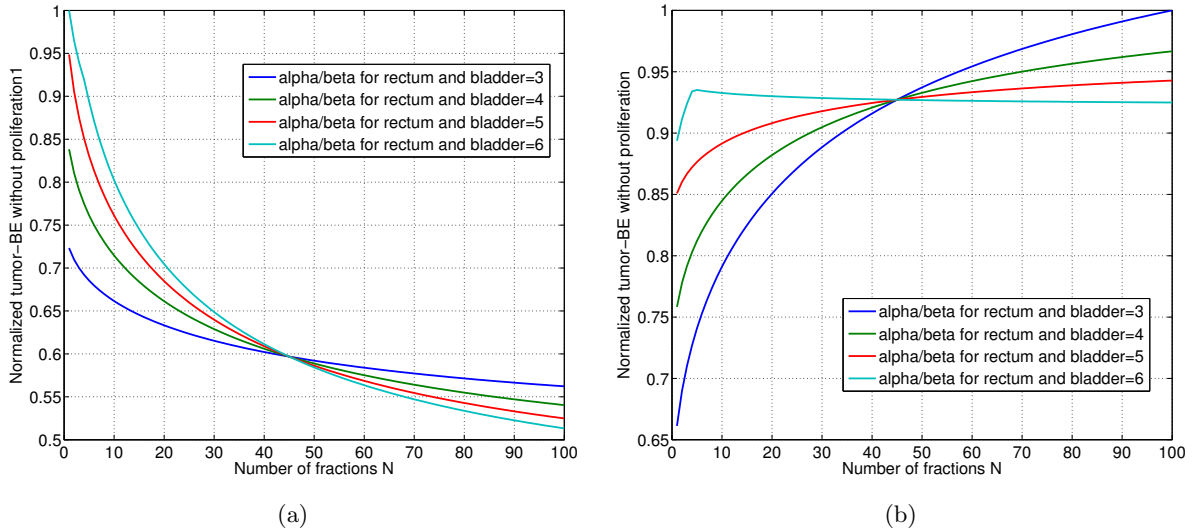 1
0.95
0.9
0.85
0.8
0.75
0.7
0.65
0.6
0.55
0.5
Normalized tumor-BE without proliferation1
alpha/beta for rectum and bladder=3
alpha/beta for rectum and bladder=4
alpha/beta for rectum and bladder=5
alpha/beta for rectum and bladder=6
0 10 20 30 40 50 60 70 80 90 100
Number of fractions N
(a)
1
0.95
0.9
0.85
0.8
0.75
0.7
0.65
Normalized tumor-BE without proliferation
alpha/beta for rectum and bladder=3
alpha/beta for rectum and bladder=4
alpha/beta for rectum and bladder=5
alpha/beta for rectum and bladder=6
0 10 20 30 40 50 60 70 80 90 100
Number of fractions N
(b)